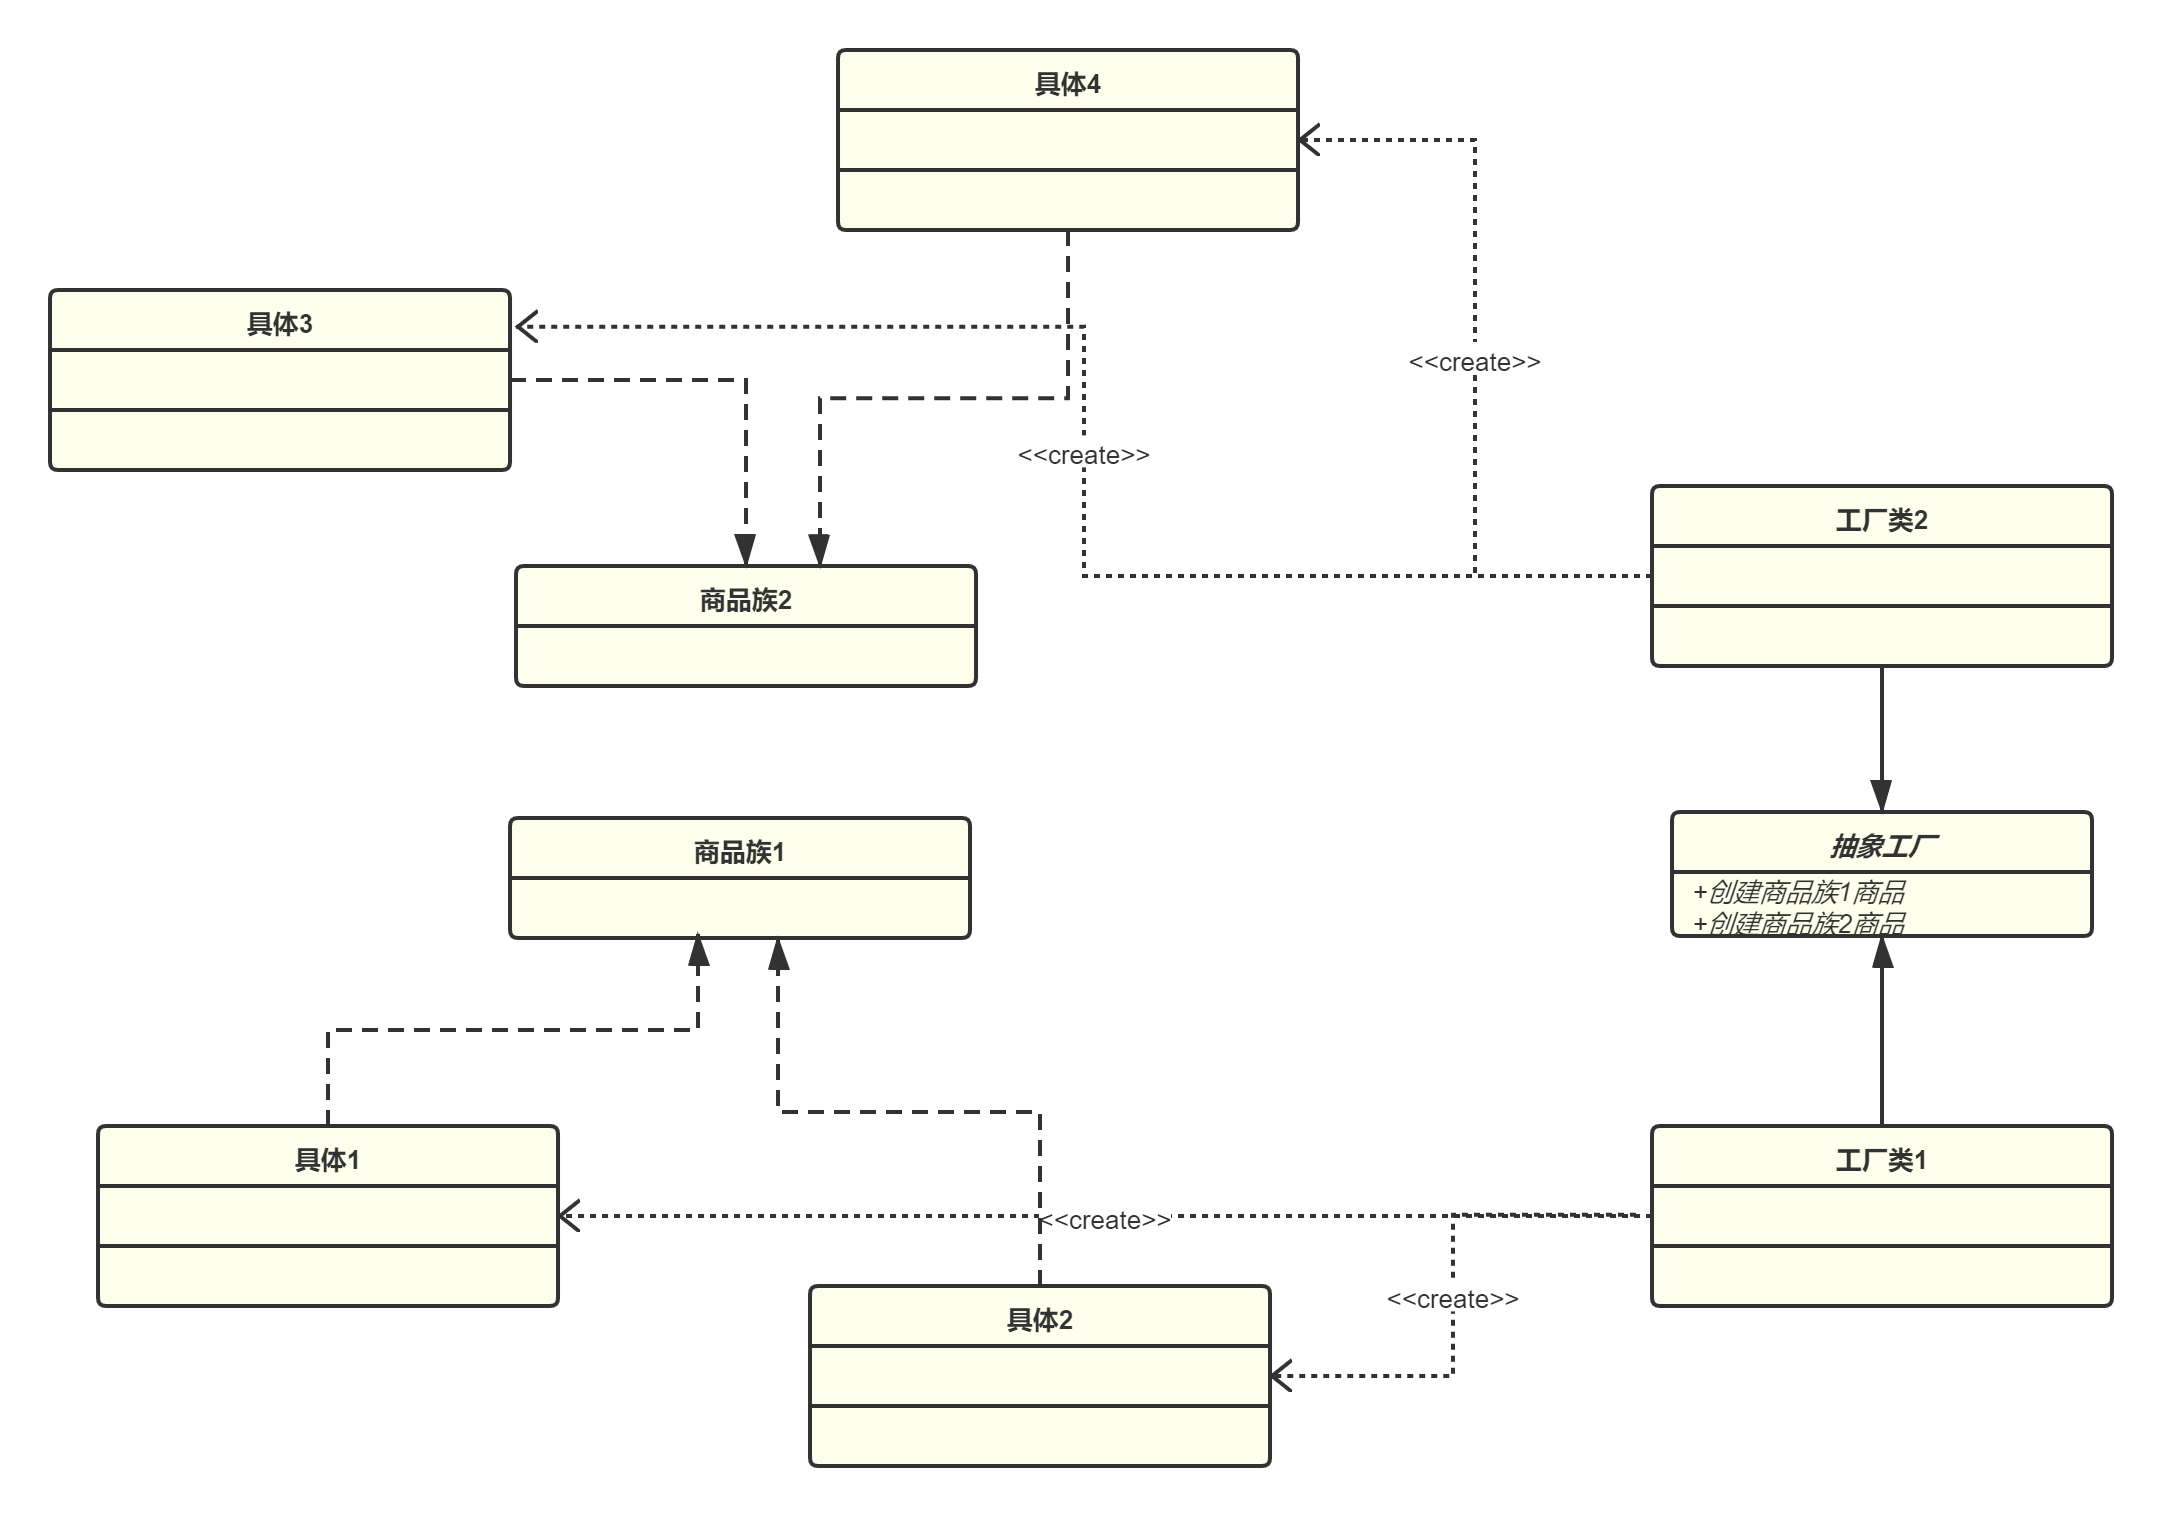 具体4
具体3
<<create>>
<<create>>
工厂类2
商品族2
商品族1
抽象工厂
+创建商品族1商品
+创建商品族2商品
具体1
工厂类1
<<create>>
<<create>>
具体2